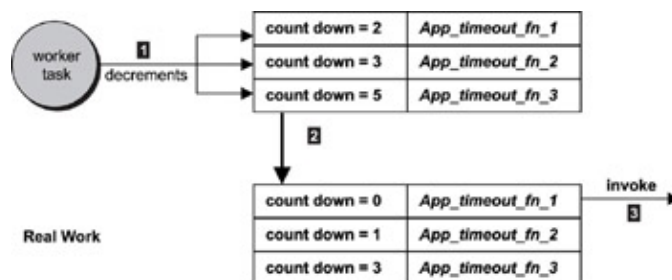 worker
task
1
decrements
count down = 2 App_timeout_fn_1
count down = 3 App_timeout_fn_2
count down = 5 App_timeout_fn_3
2
count down = 0 App_timeout_fn_1
count down = 1 App_timeout_fn_2
count down = 3 App_timeout_fn_3
invoke
3
Real Work